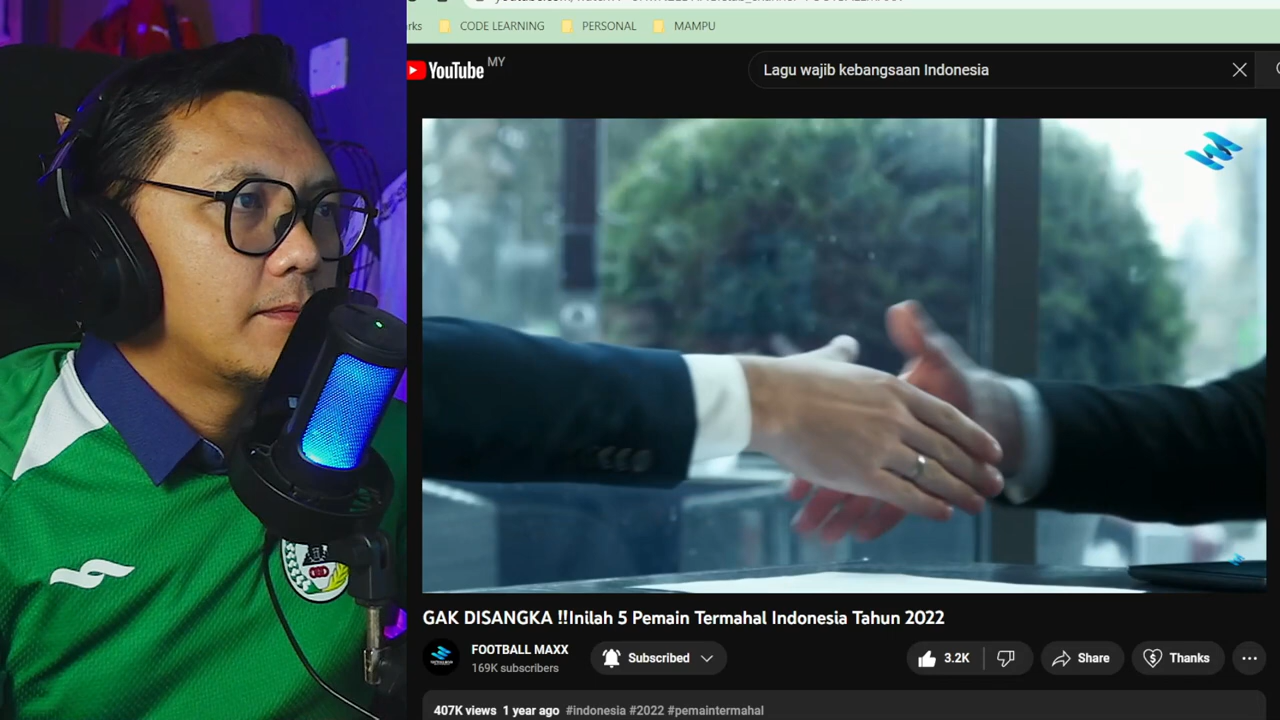 rks CODE LEARNING PERSONAL MAMPU
YouTube MY
Lagu wajib kebangsaan Indonesia
GAK DISANGKA !!Inilah 5 Pemain Termahal Indonesia Tahun 2022
FOOTBALL MAXX
169K subscribers
Subscribed
3.2K
Share
Thanks
407K views 1 year ago #indonesia #2022 #pemaintermahal